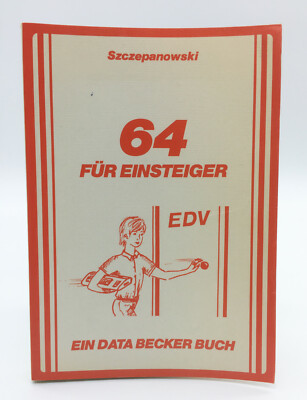 Szczepanowski
64
FÜR EINSTEIGER
EDV
EIN DATA BECKER BUCH